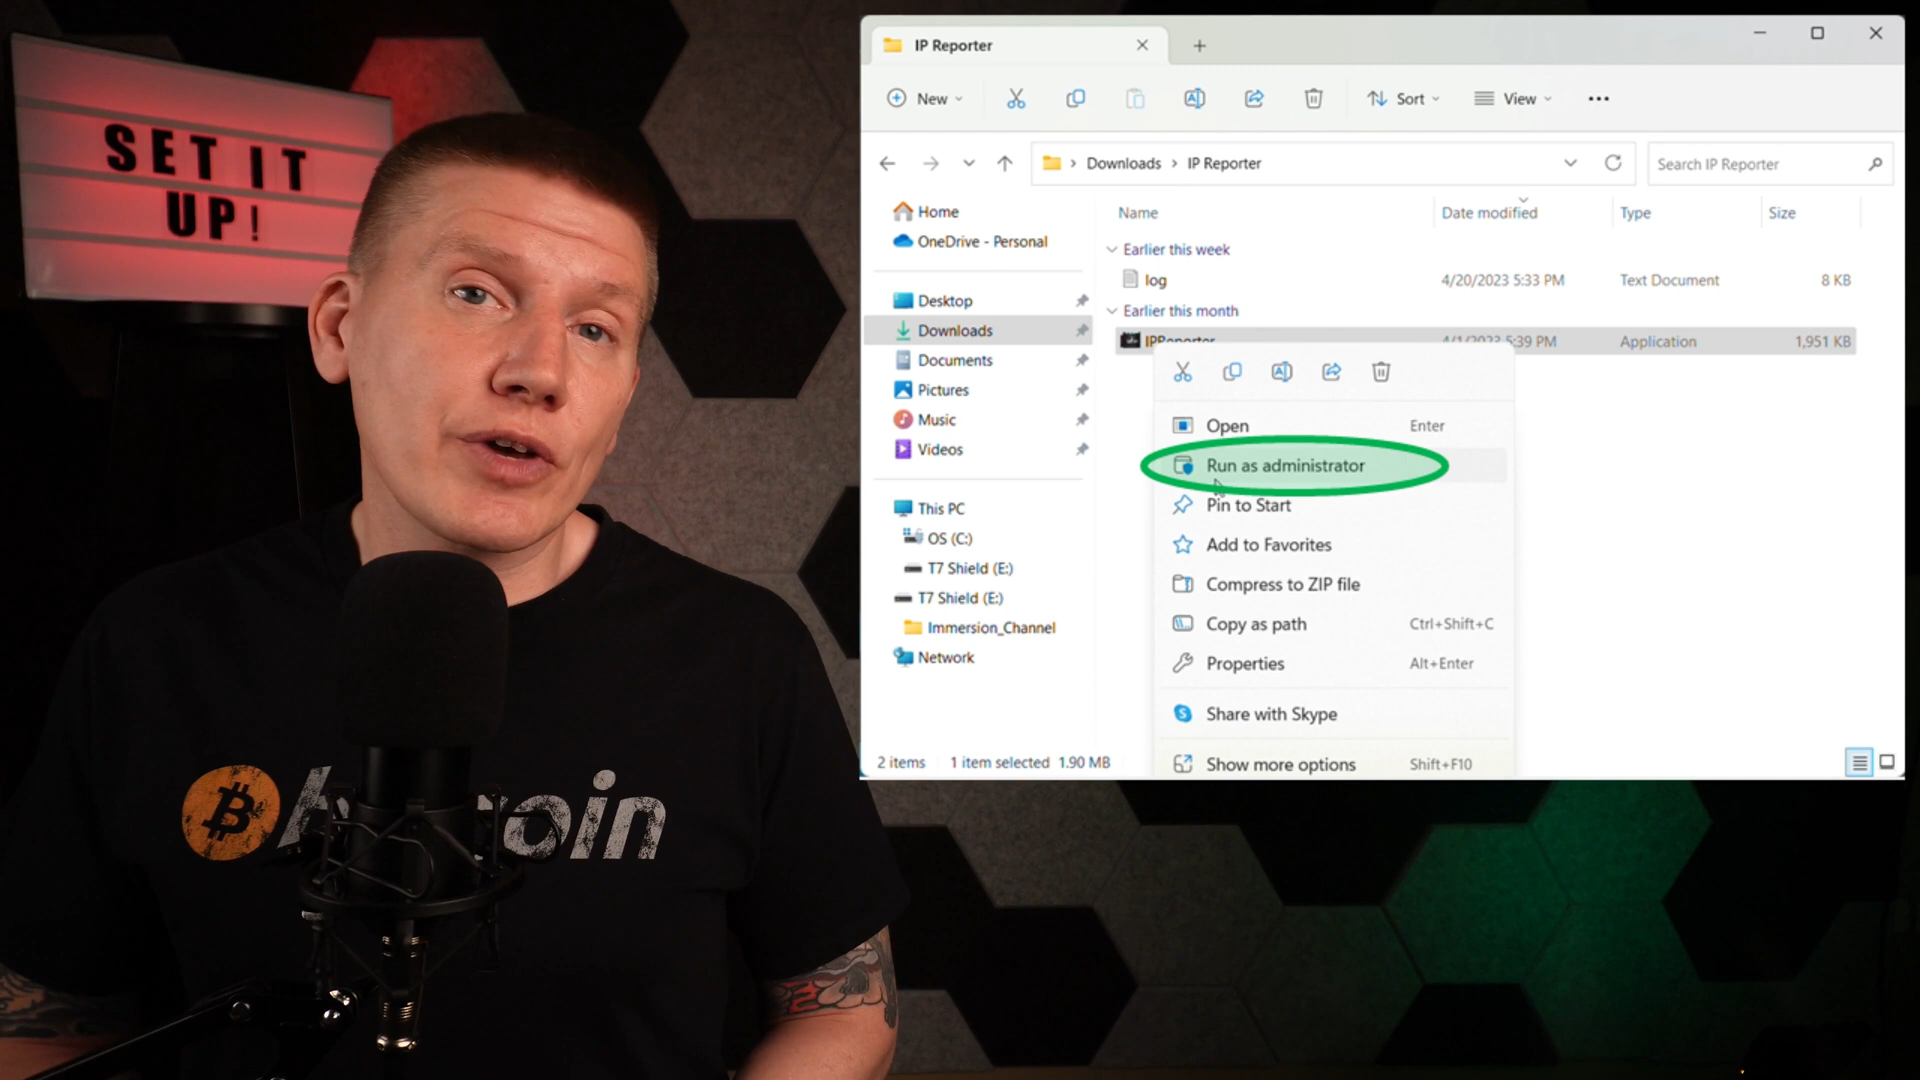 SET IT
UP!
bitcoin
IP Reporter
New
Sort
View
Downloads
IP Reporter
Search IP Reporter
Home
OneDrive - Personal
Desktop
Downloads
Documents
Pictures
Music
Videos
This PC
OS (C:)
T7 Shield (E:)
T7 Shield (E:)
Immersion_Channel
Network
Name Date modified Type Size
Earlier this week
log 4/20/2023 5:33 PM Text Document 8 KB
Earlier this month
IPReporter 4/1/2023 5:39 PM Application 1,951 KB
Open Enter
Run as administrator
Pin to Start
Add to Favorites
Compress to ZIP file
Copy as path Ctrl+Shift+C
Properties Alt+Enter
Share with Skype
Show more options Shift+F10
2 items 1 item selected 1.90 MB